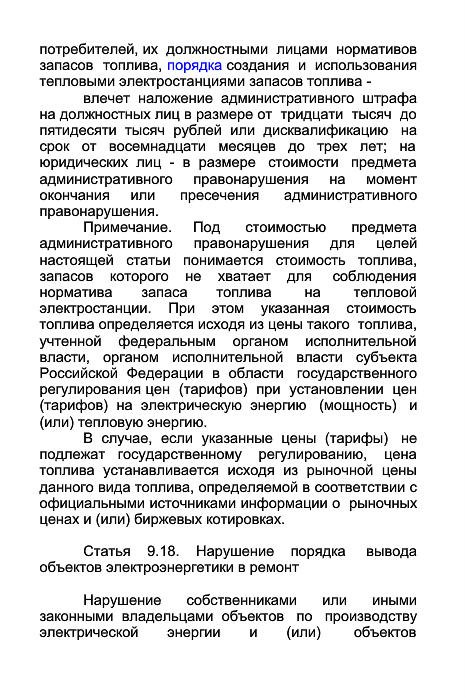 потребителей, их должностными лицами нормативов
запасов топлива, порядка создания и использования
тепловыми электростанциями запасов топлива -
влечет наложение административного штрафа
на должностных лиц в размере от тридцати тысяч до
пятидесяти тысяч рублей или дисквалификацию на
срок от восемнадцати месяцев до трех лет; на
юридических лиц - в размере стоимости предмета
административного правонарушения на момент
окончания или пресечения административного
правонарушения.
Примечание. Под стоимостью предмета
административного правонарушения для целей
настоящей статьи понимается стоимость топлива,
запасов которого не хватает для соблюдения
норматива запаса топлива на тепловой
электростанции. При этом указанная стоимость
топлива определяется исходя из цены такого топлива,
учтенной федеральным органом исполнительной
власти, органом исполнительной власти субъекта
Российской Федерации в области государственного
регулирования цен (тарифов) при установлении цен
(тарифов) на электрическую энергию (мощность) и
(или) тепловую энергию.
В случае, если указанные цены (тарифы) не
подлежат государственному регулированию, цена
топлива устанавливается исходя из рыночной цены
данного вида топлива, определяемой в соответствии с
официальными источниками информации о рыночных
ценах и (или) биржевых котировках.
Статья 9.18. Нарушение порядка вывода
объектов электроэнергетики в ремонт
Нарушение собственниками или иными
законными владельцами объектов по производству
электрической энергии и (или) объектов